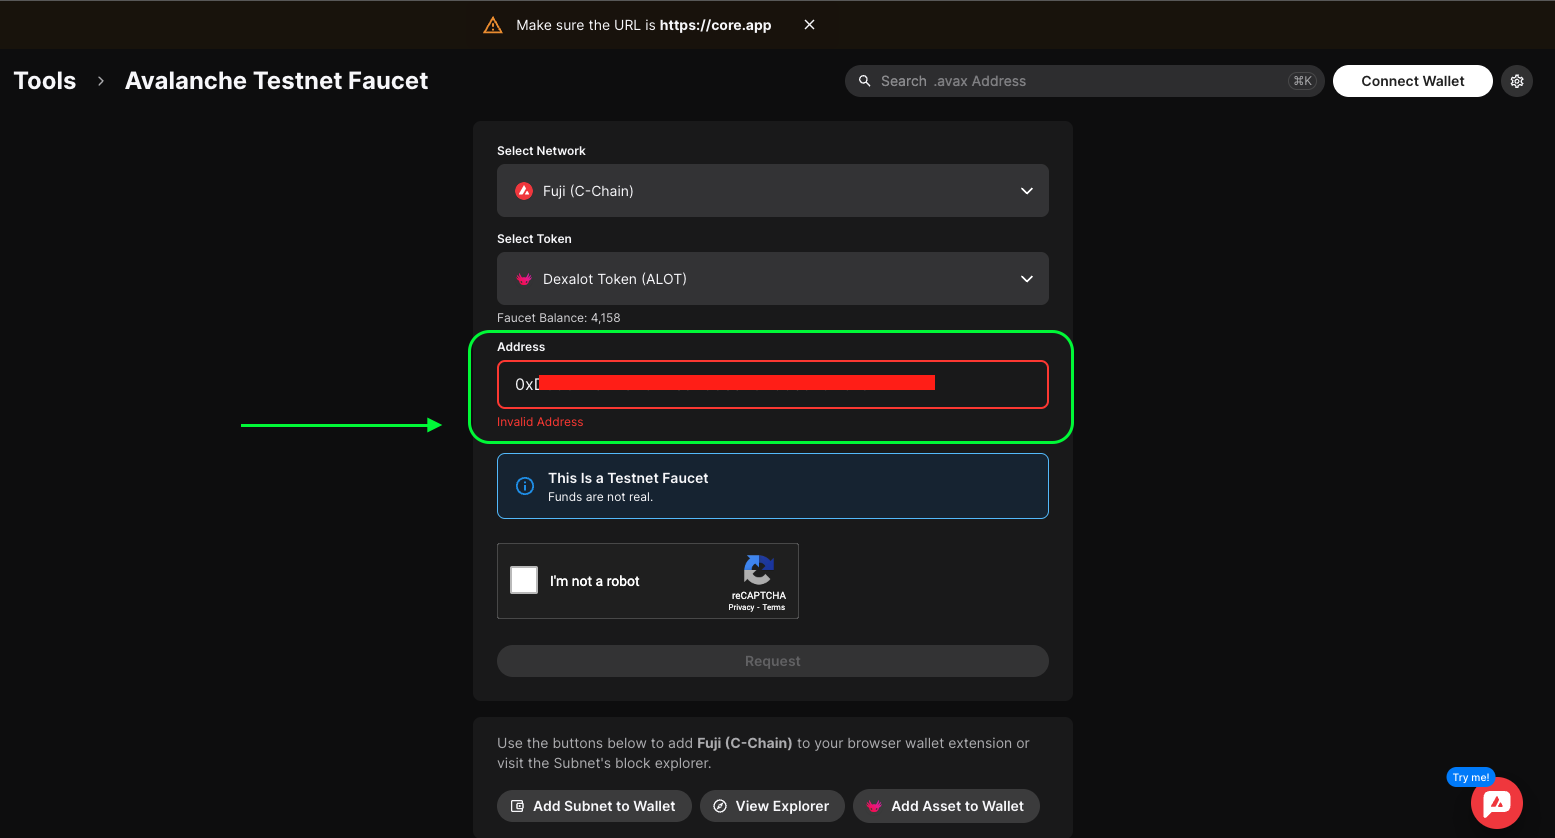 Make sure the URL is https://core.app
Tools > Avalanche Testnet Faucet
Search .avax Address
⌘K
Connect Wallet
Select Network
Fuji (C-Chain)
Select Token
Dexalot Token (ALOT)
Faucet Balance: 4,158
Address
0x
Invalid Address
This Is a Testnet Faucet
Funds are not real.
I'm not a robot
reCAPTCHA
Privacy - Terms
Request
Use the buttons below to add Fuji (C-Chain) to your browser wallet extension or
visit the Subnet's block explorer.
Add Subnet to Wallet
View Explorer
Add Asset to Wallet
Try me!